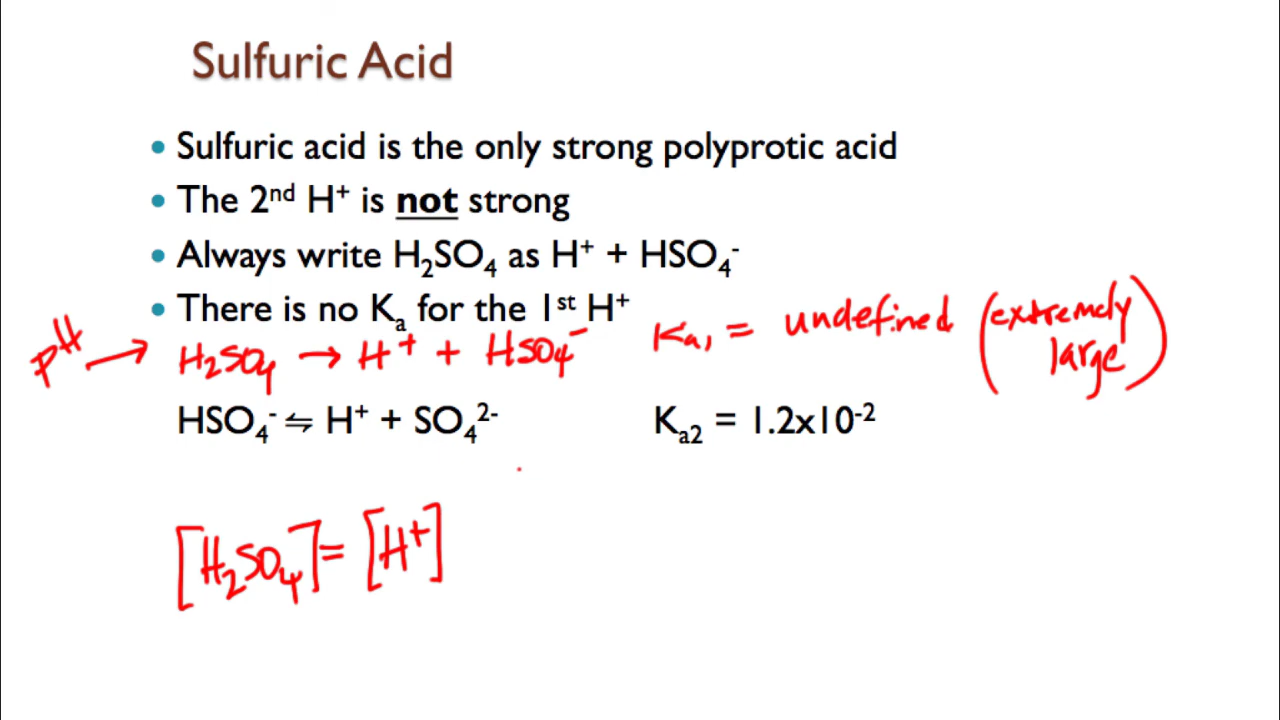 Sulfuric Acid
• Sulfuric acid is the only strong polyprotic acid
• The 2ⁿᵈ H⁺ is not strong
• Always write H₂SO₄ as H⁺ + HSO₄⁻
• There is no Kₐ for the 1ˢᵗ H⁺
pH → H₂SO₄ → H⁺ + HSO₄⁻ Ka₁ = undefined (extremely large)
HSO₄⁻ ⇋ H⁺ + SO₄²⁻ Kₐ₂ = 1.2x10⁻²
[H₂SO₄] = [H⁺]